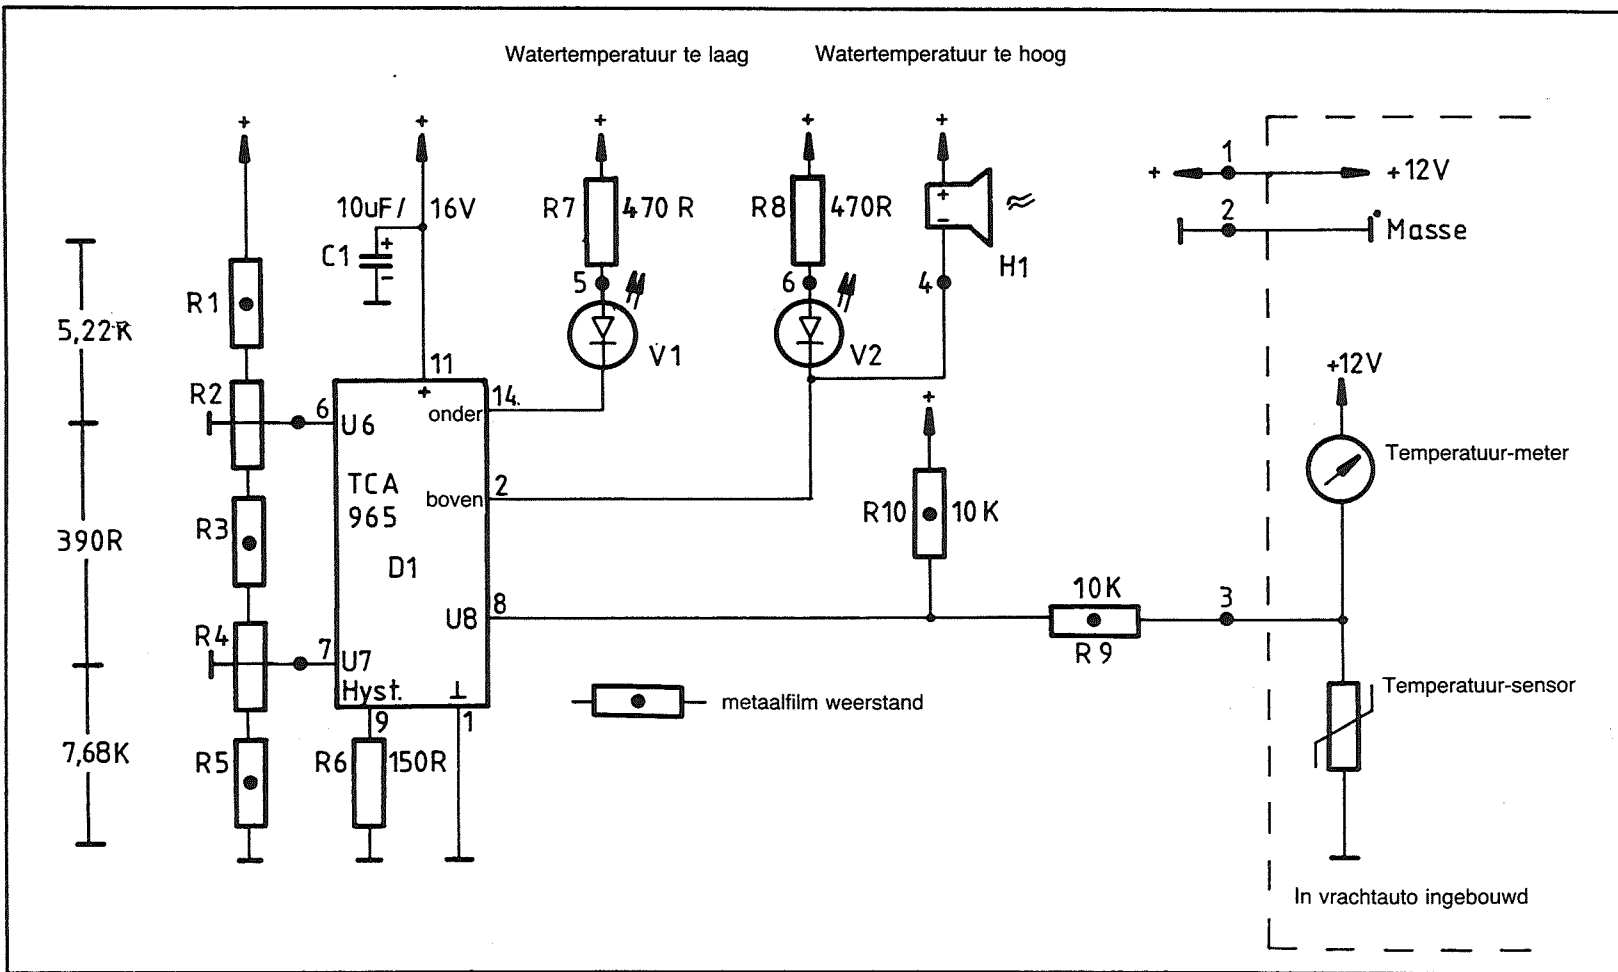 Watertemperatuur te laag
Watertemperatuur te hoog
+
+
+
+
+
1
+
+12V
2
Masse
10uF/ 16V
R7 470 R
R8 470R
+
-
H1
C1
+
-
5
6
4
R1
5,22K
V1
V2
11
+
R2
6
U6
onder
14.
+12V
+
Temperatuur-meter
TCA
965
boven
2
R10 10K
R3
390R
D1
10K
3
U8
8
R9
R4
7
U7
Hyst.
⊥
9
1
metaalfilm weerstand
Temperatuur-sensor
7,68K
R5
R6 150R
In vrachtauto ingebouwd